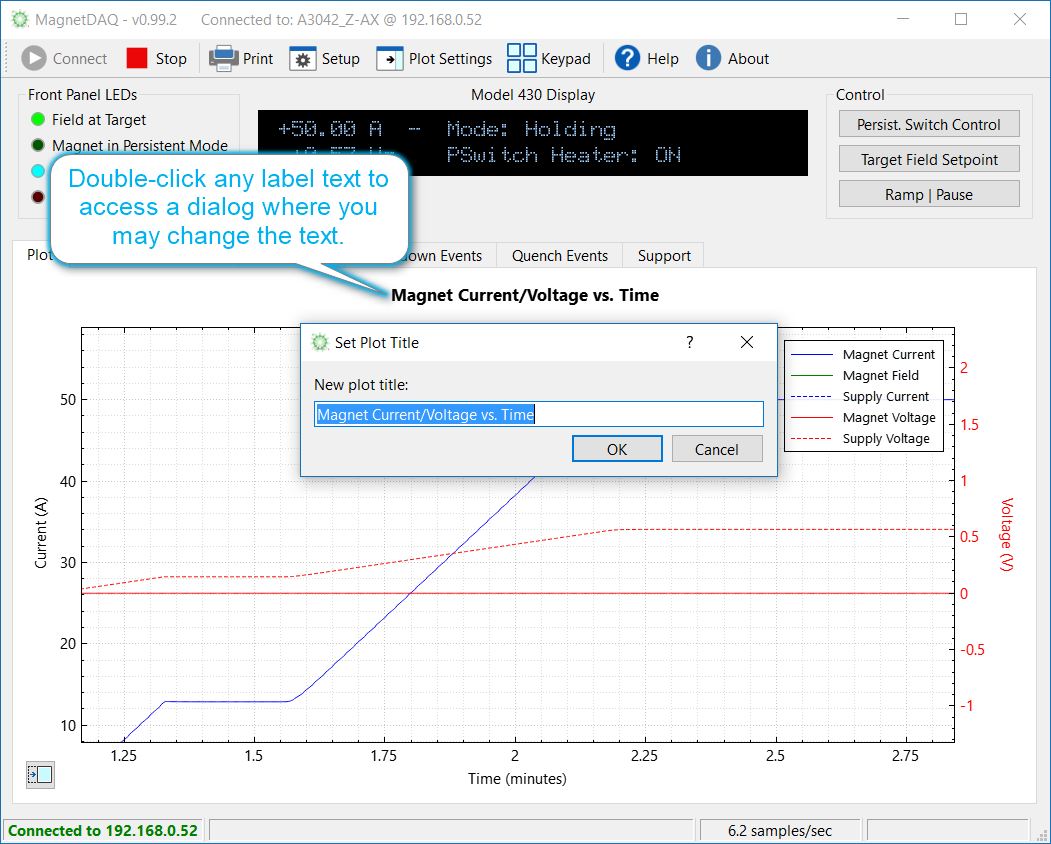 MagnetDAQ - v0.99.2 Connected to: A3042_Z-AX @ 192.168.0.52
Connect Stop Print Setup Plot Settings Keypad Help About
Front Panel LEDs
Field at Target
Magnet in Persistent Mode
Model 430 Display
+50.00 A - Mode: Holding
PSwitch Heater: ON
Control
Persist. Switch Control
Target Field Setpoint
Ramp | Pause
Double-click any label text to
access a dialog where you
may change the text.
Plot Events Quench Events Support
Magnet Current/Voltage vs. Time
Set Plot Title ?
New plot title:
Magnet Current/Voltage vs. Time
OK Cancel
Magnet Current
Magnet Field
Supply Current
Magnet Voltage
Supply Voltage
Current (A)
50
40
30
20
10
2
1.5
1
0.5
0
-0.5
-1
Voltage (V)
1.25 1.5 1.75 2 2.25 2.5 2.75
Time (minutes)
Connected to 192.168.0.52 6.2 samples/sec